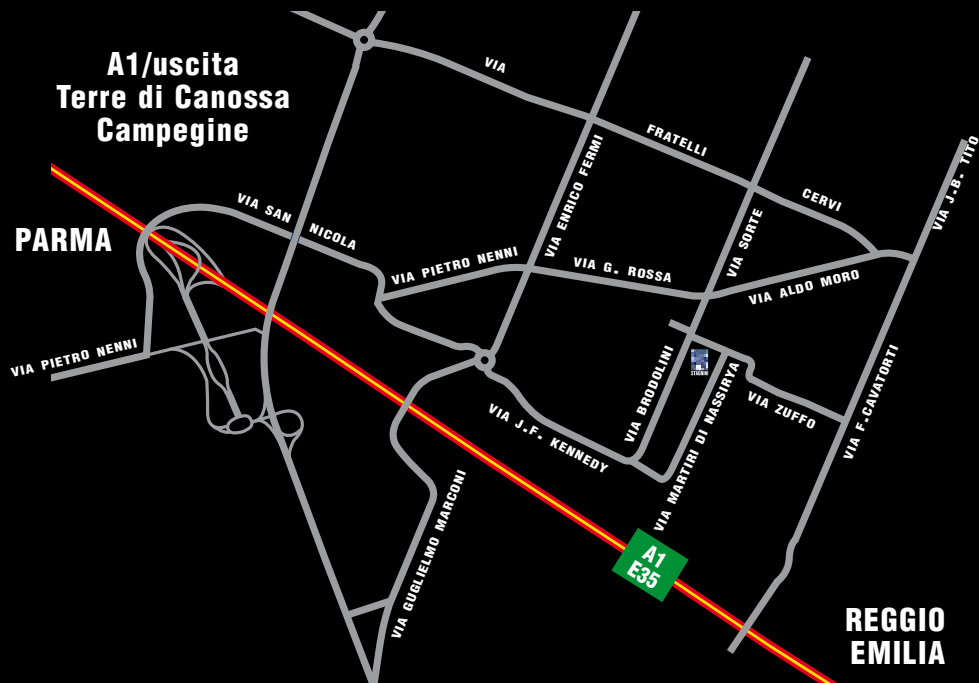 A1/uscita
Terre di Canossa
Campegine
VIA
FRATELLI
CERVI
VIA J.B. TITO
VIA ENRICO FERMI
VIA SORTE
VIA SAN NICOLA
PARMA
VIA PIETRO NENNI
VIA G. ROSSA
VIA ALDO MORO
VIA PIETRO NENNI
STAGNINI
VIA BRODOLINI
VIA MARTIRI DI NASSIRYA
VIA ZUFFO
VIA F.CAVATORTI
VIA J.F. KENNEDY
VIA GUGLIELMO MARCONI
A1
E35
REGGIO
EMILIA